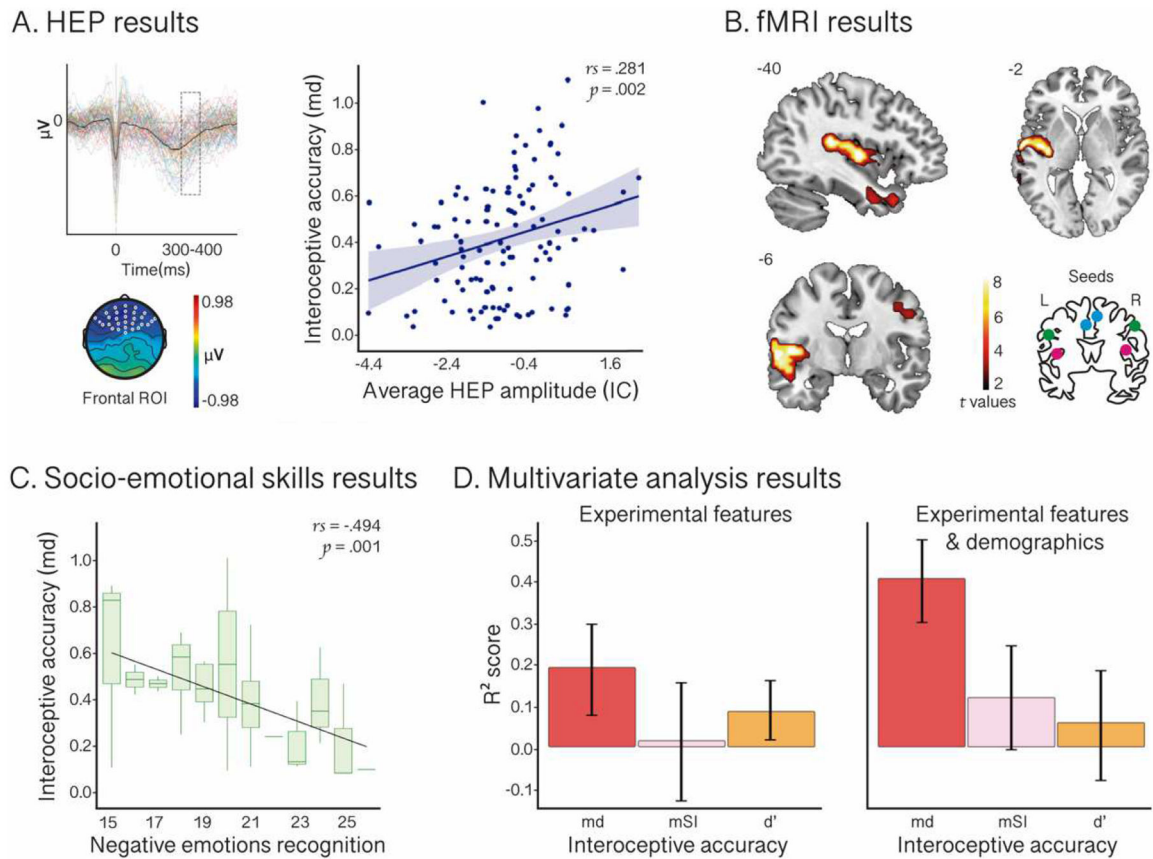 A. HEP results
μV
0
0
300-400
Time(ms)
0.98
μV
-0.98
Frontal ROI
rs = .281
p = .002
Interoceptive accuracy (md)
1.0
0.8
0.6
0.4
0.2
0.0
-4.4
-2.4
-0.4
1.6
Average HEP amplitude (IC)
B. fMRI results
-40
-2
-6
8
6
4
2
t values
Seeds
L
R
C. Socio-emotional skills results
rs = -.494
p = .001
Interoceptive accuracy (md)
1.0
0.8
0.6
0.4
0.2
0.0
15
17
19
21
23
25
Negative emotions recognition
D. Multivariate analysis results
Experimental features
R² score
0.5
0.4
0.3
0.2
0.1
0.0
-0.1
md
mSI
d'
Interoceptive accuracy
Experimental features
& demographics
md
mSI
d'
Interoceptive accuracy